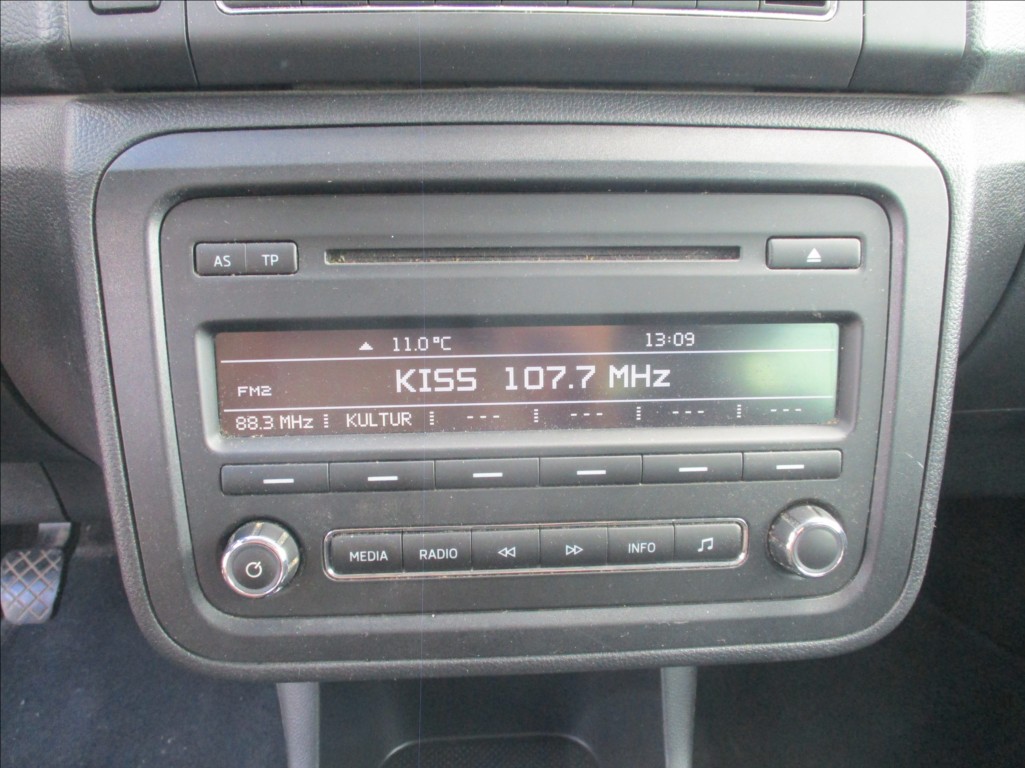 AS TP
11.0 °C 13:09
FM2 KISS 107.7 MHz
88.3 MHz KULTUR --- --- --- ---
MEDIA RADIO INFO